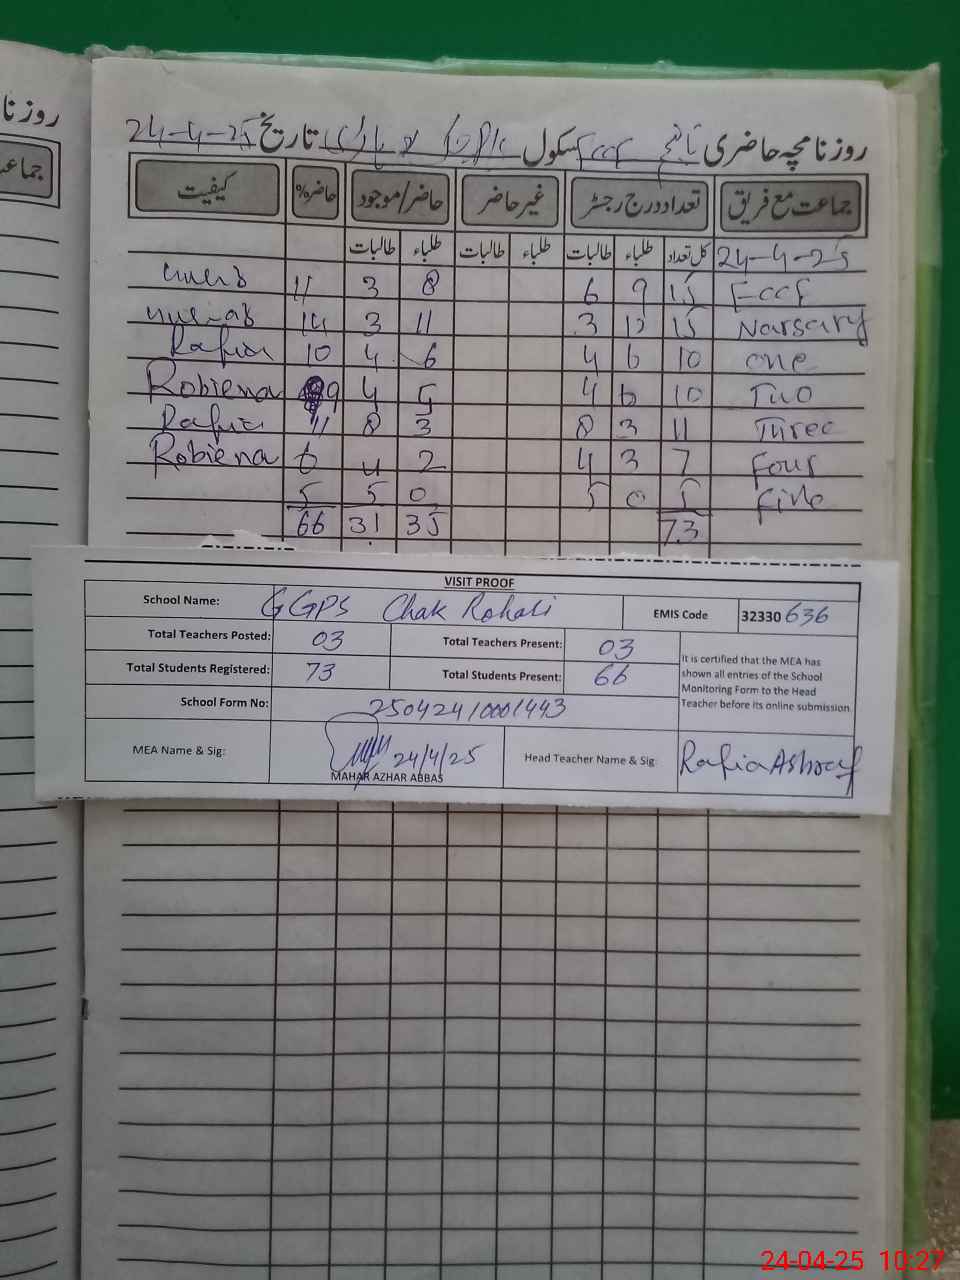 روزنا
جماعت
روزنامچہ حاضری سکول تاریخ 24-4-25
جماعت مع فریق تعداد درج رجسٹر غیر حاضر حاضر/موجود حاضر% کیفیت
24-4-25 کل تعداد طلباء طالبات طلباء طالبات طلباء طالبات
15 9 6 8 3 11
Narsary 15 12 3 11 3 14
one 10 6 4 6 4 10 Rafia
Two 10 6 4 5 4 9 Robiena
Three 11 3 8 3 8 11 Rafia
Four 7 3 4 2 4 6 Robiena
five 5 0 5 0 5 5
73 35 31 66
VISIT PROOF
School Name: GGPS Chak Rohali EMIS Code 32330 636
Total Teachers Posted: 03 Total Teachers Present: 03
Total Students Registered: 73 Total Students Present: 66
It is certified that the MEA has
shown all entries of the School
Monitoring Form to the Head
Teacher before its online submission.
School Form No: 25042410001443
MEA Name & Sig: 24/4/25 Head Teacher Name & Sig: Rafia Ashraf
MAHAR AZHAR ABBAS
24-04-25 10:27